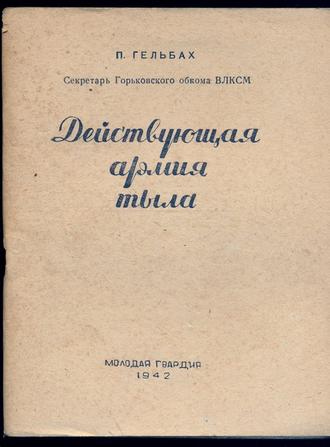 П. ГЕЛЬБАХ
Секретарь Горьковского обкома ВЛКСМ
Действующая
армия
тыла
МОЛОДАЯ ГВАРДИЯ
1942